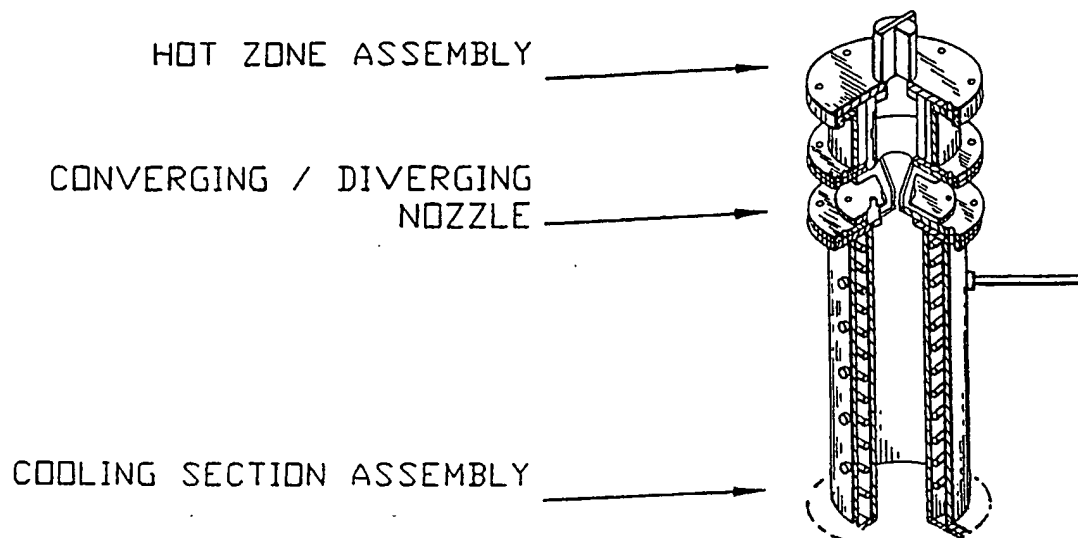 HOT ZONE ASSEMBLY
CONVERGING / DIVERGING
NOZZLE
COOLING SECTION ASSEMBLY